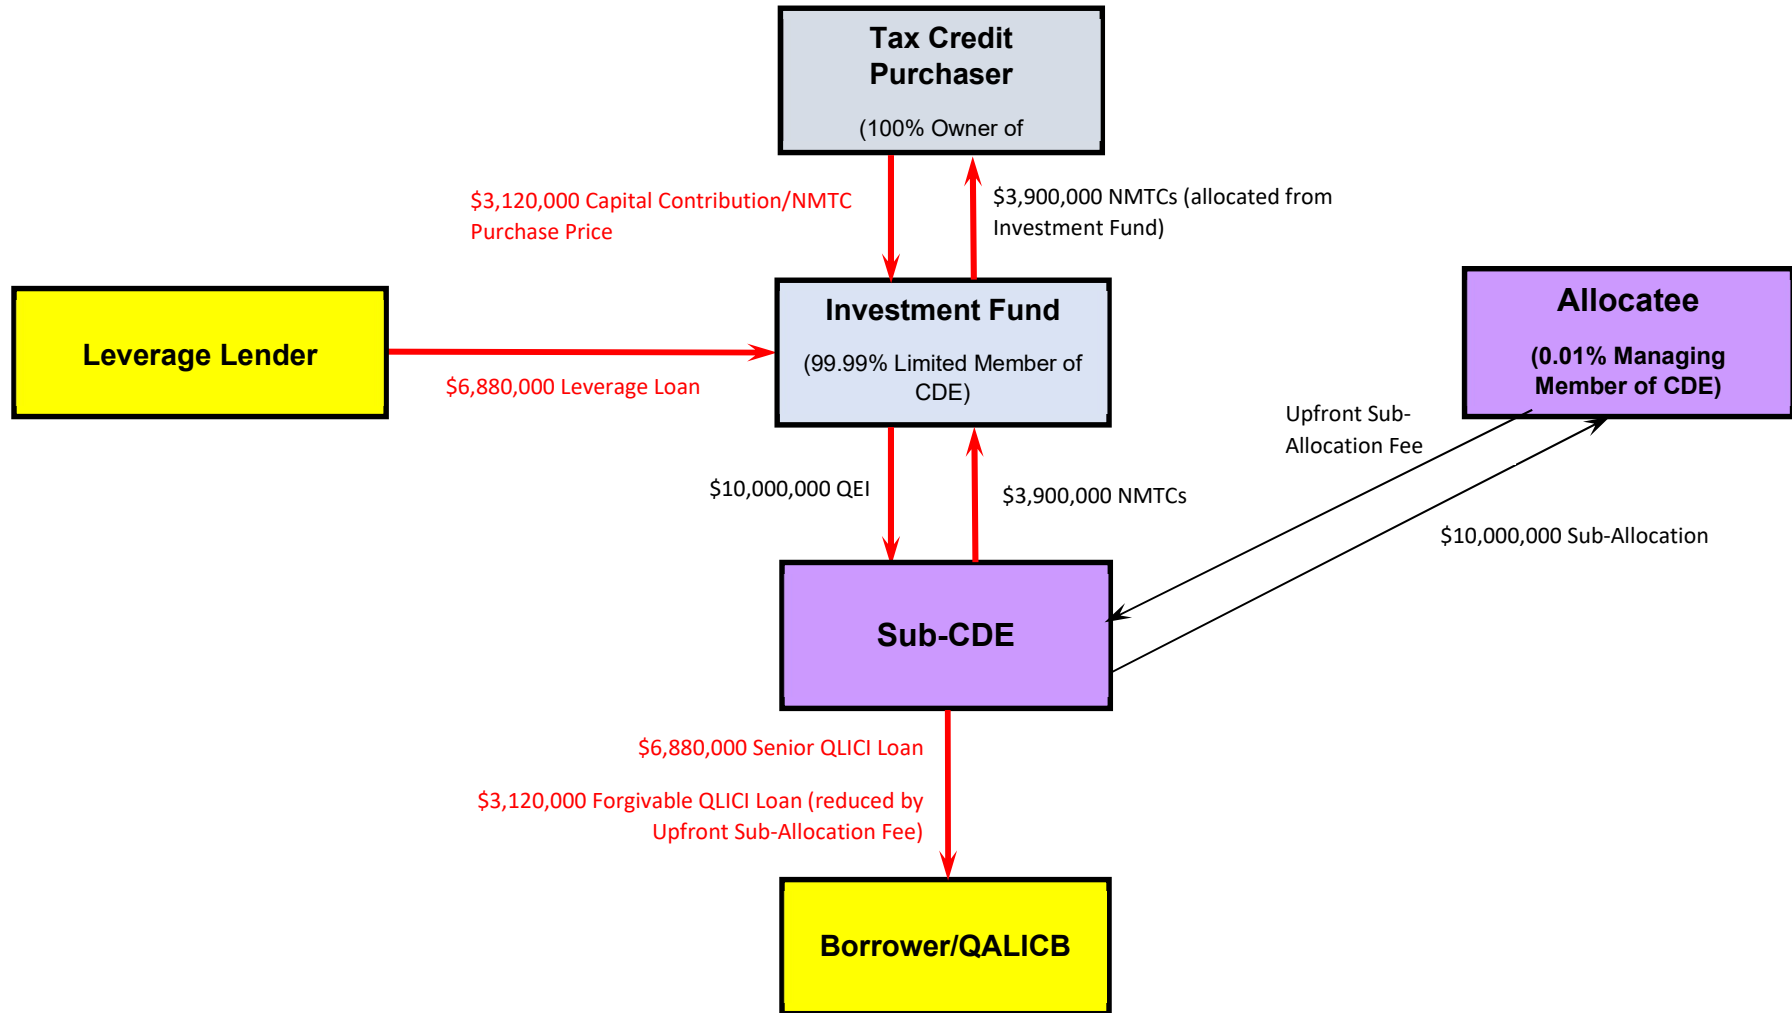 Tax Credit
Purchaser
(100% Owner of
$3,120,000 Capital Contribution/NMTC
Purchase Price
$3,900,000 NMTCs (allocated from
Investment Fund)
Leverage Lender
$6,880,000 Leverage Loan
Investment Fund
(99.99% Limited Member of
CDE)
Allocatee
(0.01% Managing
Member of CDE)
Upfront Sub-
Allocation Fee
$10,000,000 QEI
$3,900,000 NMTCs
$10,000,000 Sub-Allocation
Sub-CDE
$6,880,000 Senior QLICI Loan
$3,120,000 Forgivable QLICI Loan (reduced by
Upfront Sub-Allocation Fee)
Borrower/QALICB